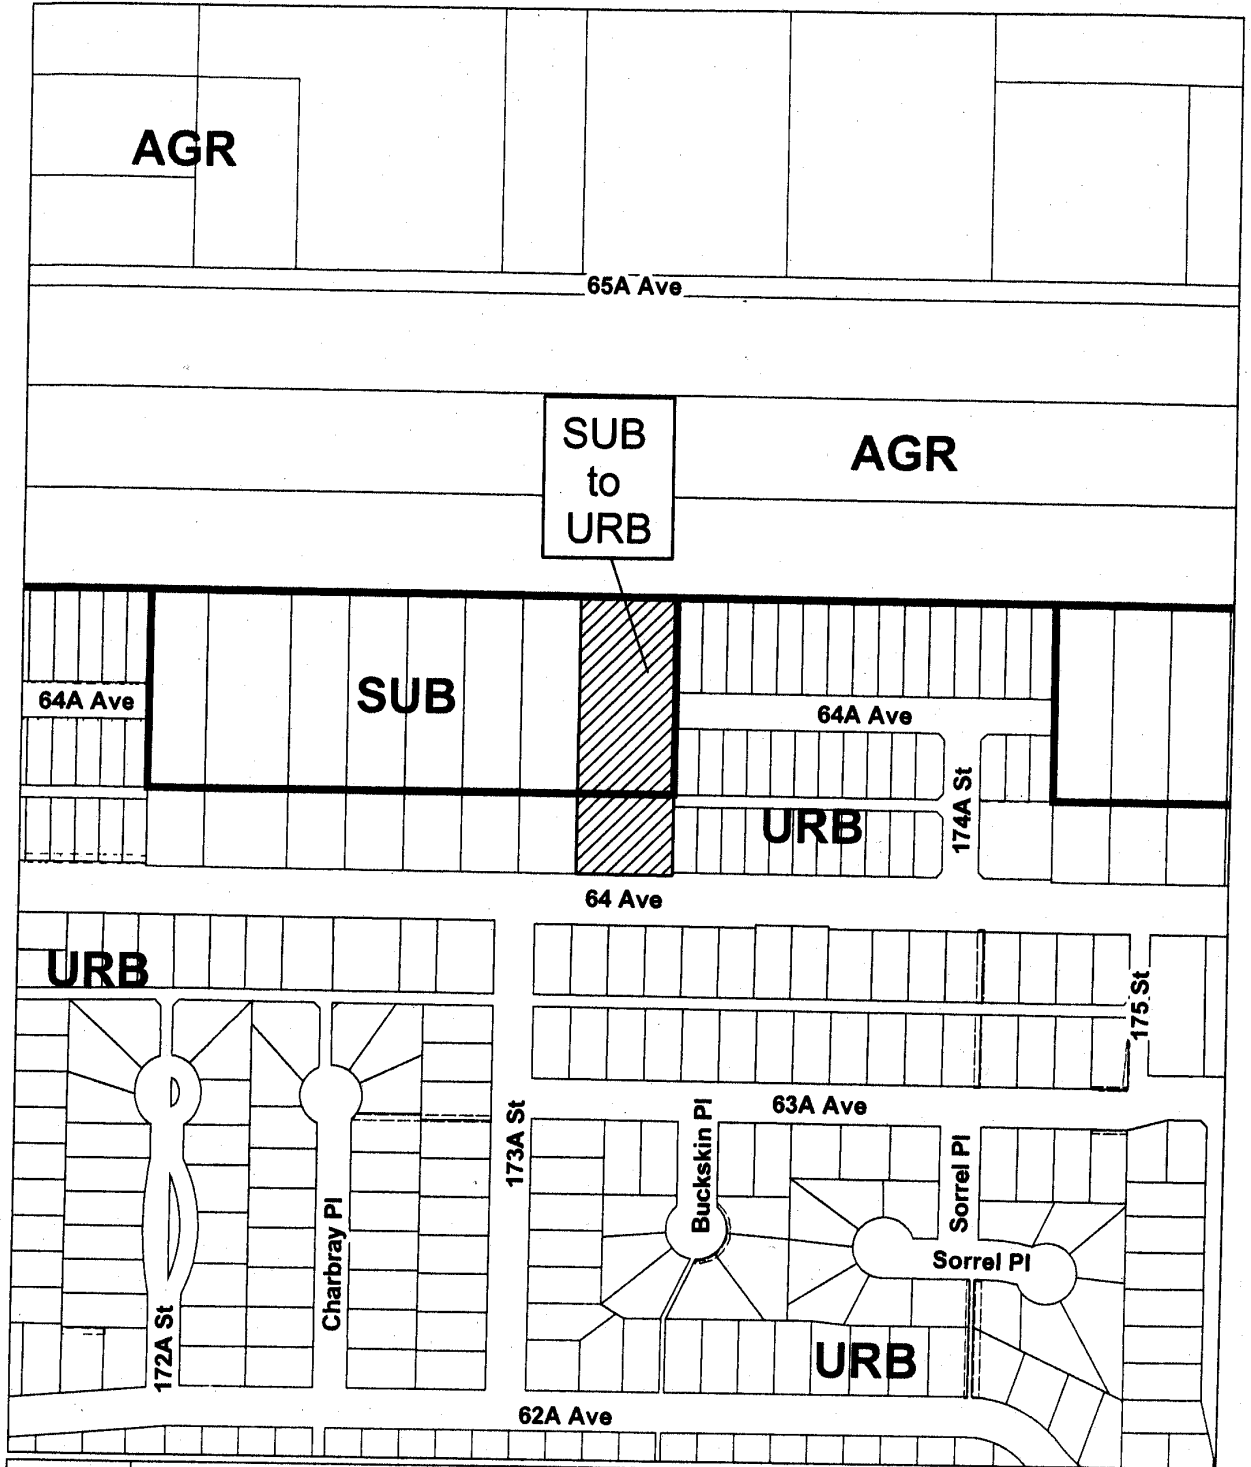 AGR
65A Ave
SUB
to
URB
AGR
64A Ave
SUB
64A Ave
174A St
URB
64 Ave
URB
175 St
63A Ave
173A St
Buckskin Pl
Sorrel Pl
Charbray Pl
Sorrel Pl
172A St
URB
62A Ave